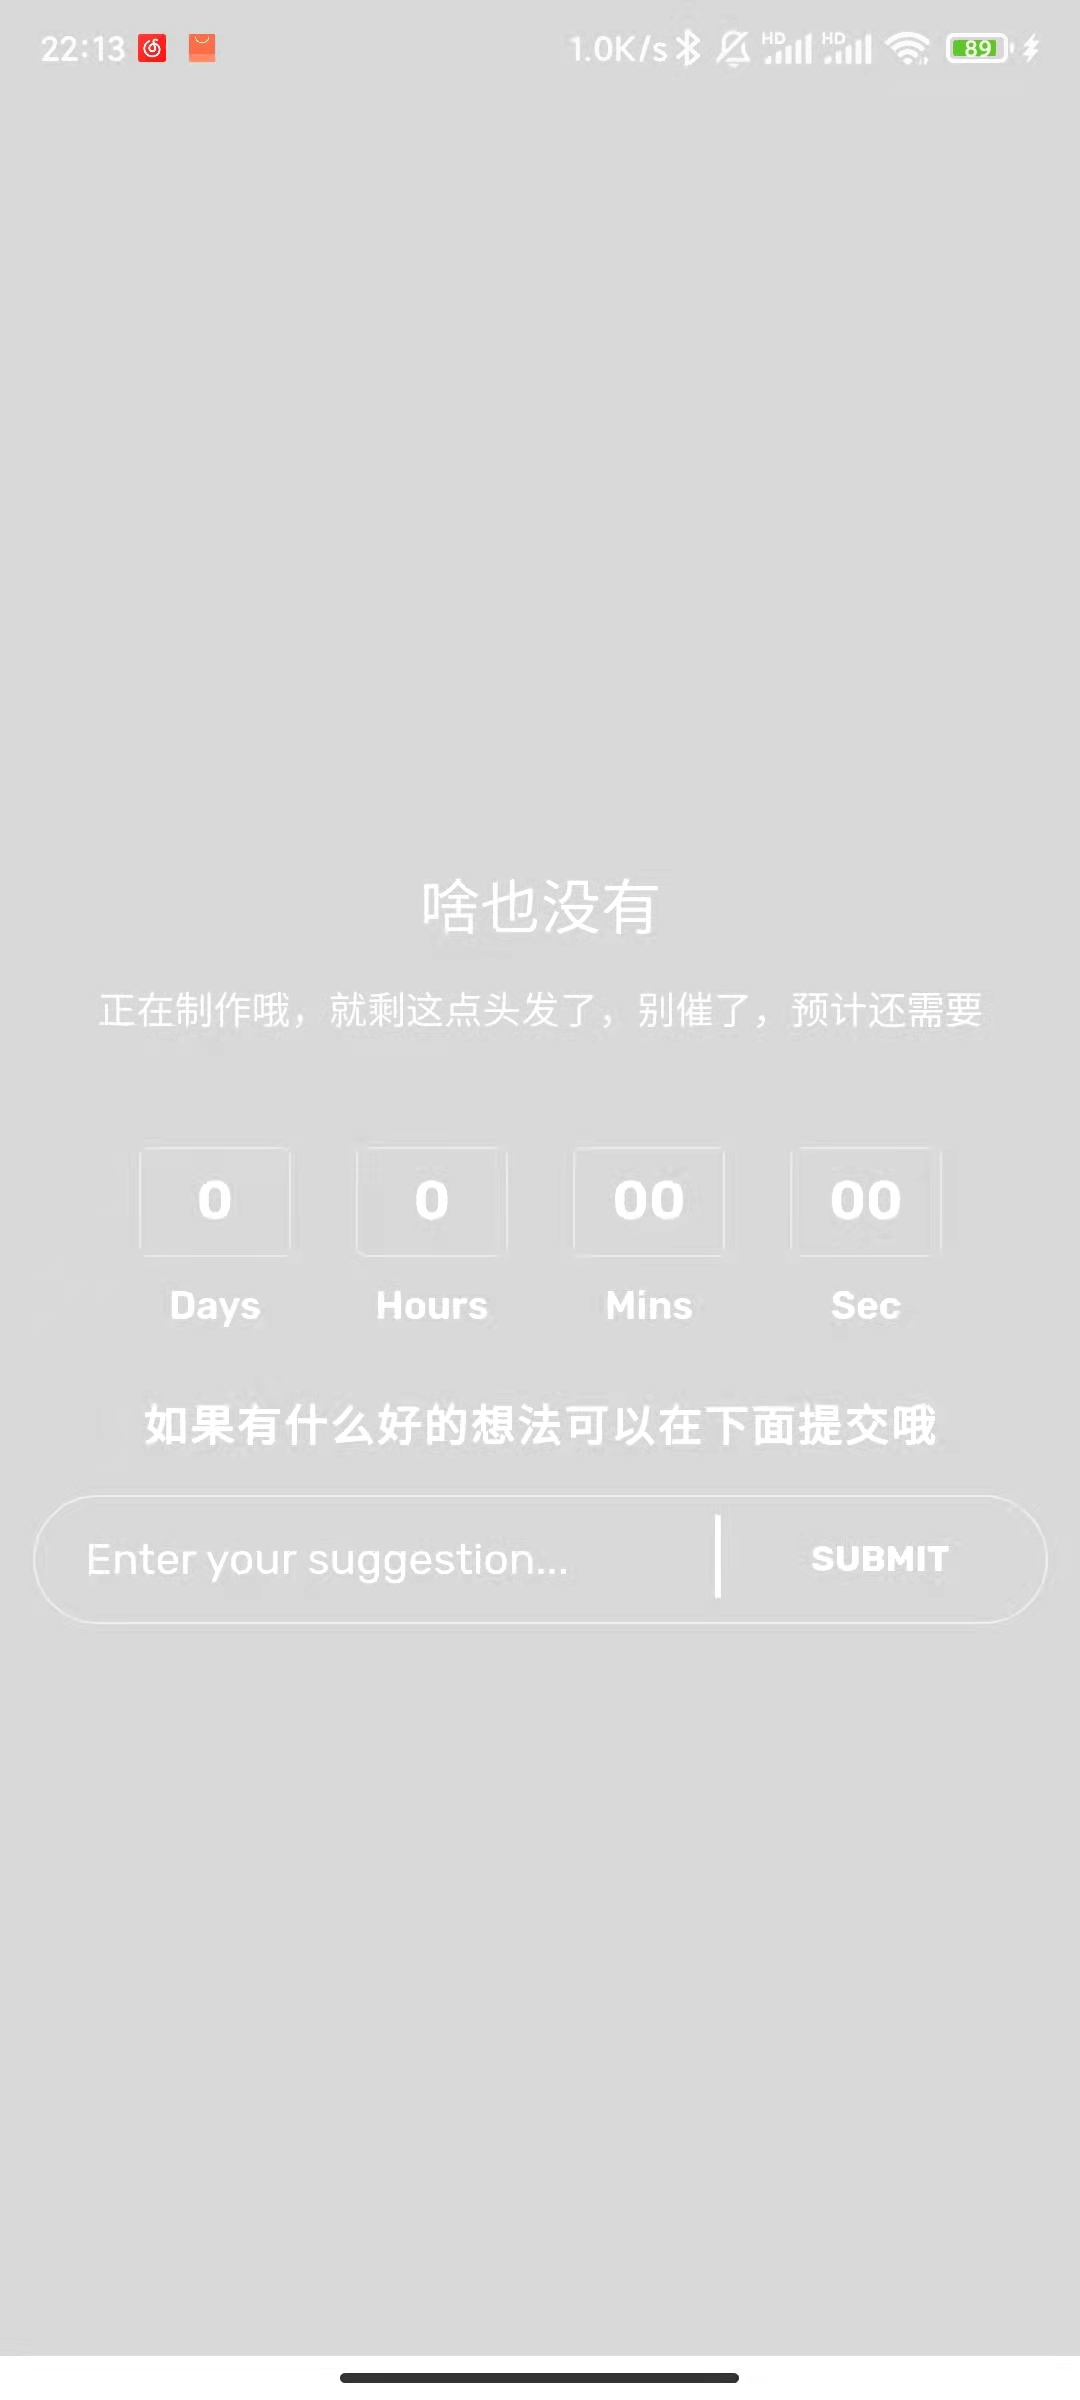 22:13 1.0K/s HD HD 89
啥也没有
正在制作哦，就剩这点头发了，别催了，预计还需要
0 0 00 00
Days Hours Mins Sec
如果有什么好的想法可以在下面提交哦
Enter your suggestion... SUBMIT